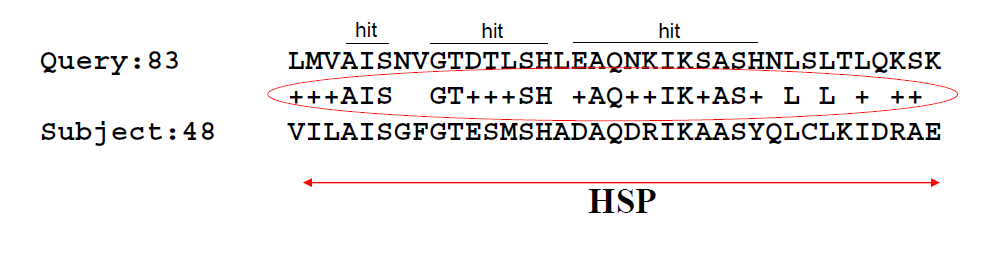 hit hit hit
Query:83 LMVAISNVGTDTLSHLEAQNKIKSASHNLSLTLQKSK
+++AIS  GT+++SH +AQ++IK+AS+ L L + ++
Subject:48 VILAISGFGTESMSHADAQDRIKAASYQLCLKIDRAE
HSP